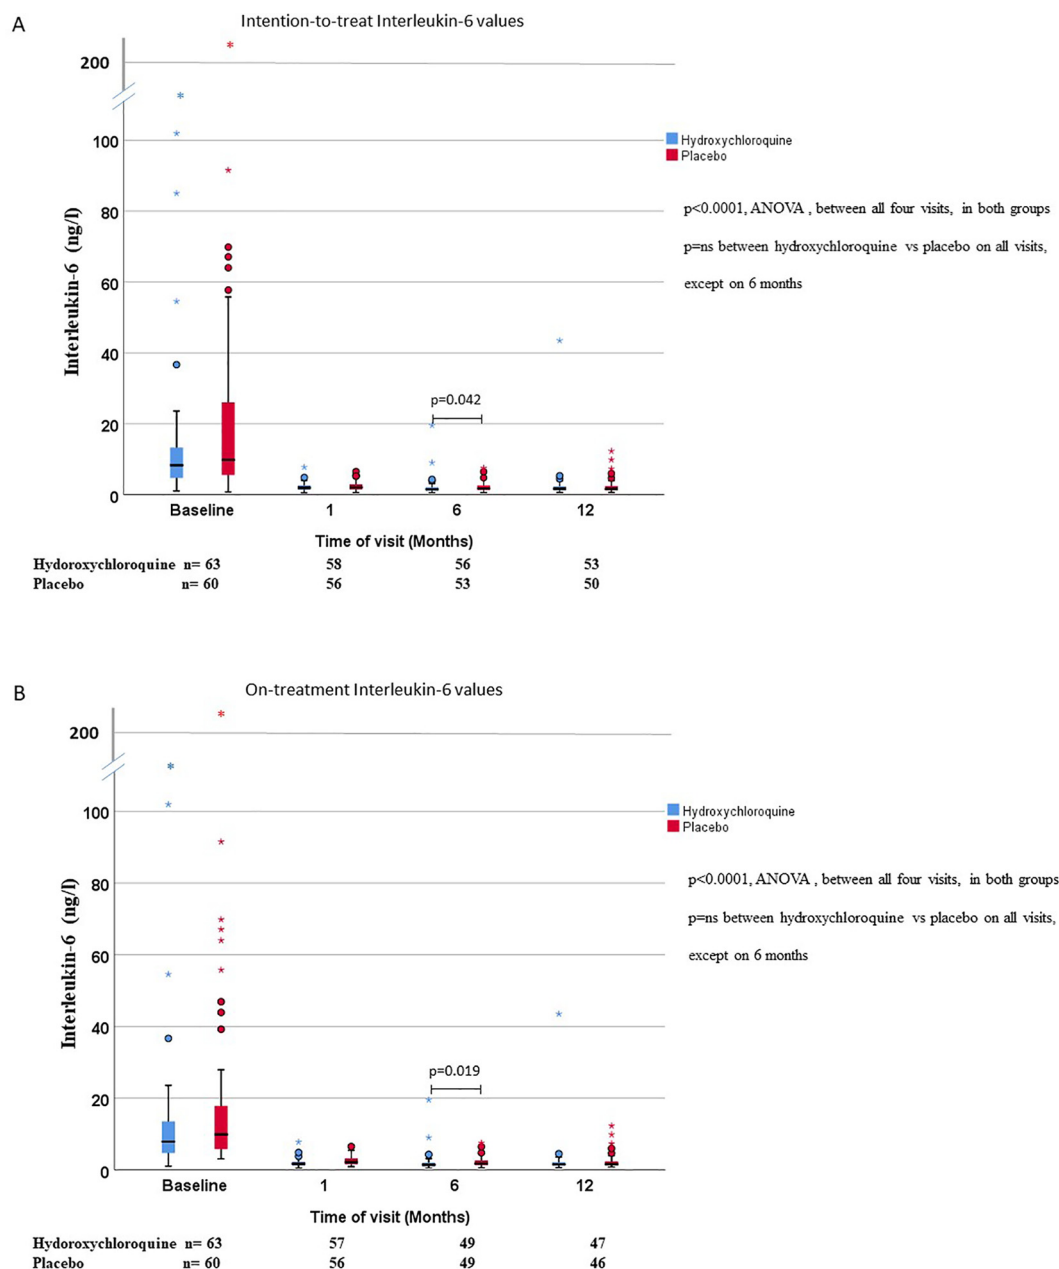 A
Intention-to-treat Interleukin-6 values
200
100
80
60
40
20
0
Interleukin-6 (ng/l)
Hydroxychloroquine
Placebo
p<0.0001, ANOVA , between all four visits, in both groups
p=ns between hydroxychloroquine vs placebo on all visits,
except on 6 months
p=0.042
Baseline 1 6 12
Time of visit (Months)
Hydoroxychloroquine n= 63 58 56 53
Placebo n= 60 56 53 50
B
On-treatment Interleukin-6 values
200
100
80
60
40
20
0
Interleukin-6 (ng/l)
Hydroxychloroquine
Placebo
p<0.0001, ANOVA , between all four visits, in both groups
p=ns between hydroxychloroquine vs placebo on all visits,
except on 6 months
p=0.019
Baseline 1 6 12
Time of visit (Months)
Hydoroxychloroquine n= 63 57 49 47
Placebo n= 60 56 49 46